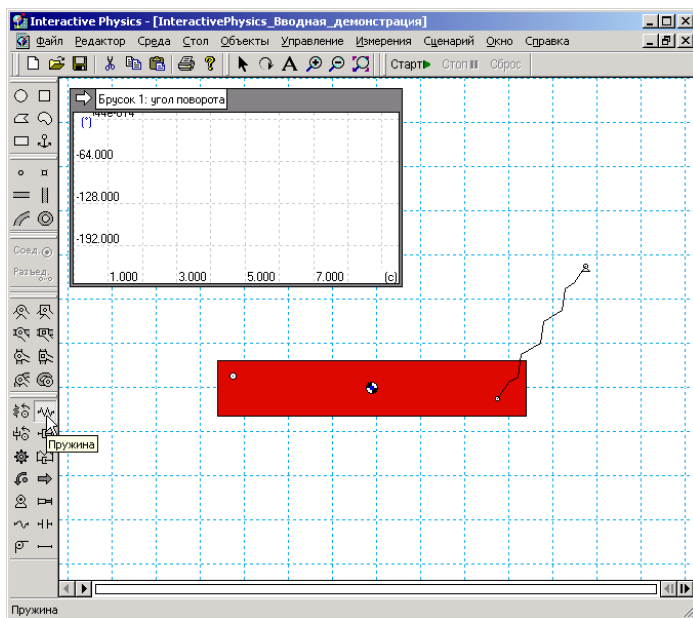 Interactive Physics - [InteractivePhysics_Вводная_демонстрация]
Файл Редактор Среда Стол Объекты Управление Измерения Сценарий Окно Справка
A Старт Стоп Сброс
Брусок 1: угол поворота
(°) 44e-014
-64.000
-128.000
-192.000
1.000 3.000 5.000 7.000 (с)
Соед.
Разъед.
Пружина
Пружина